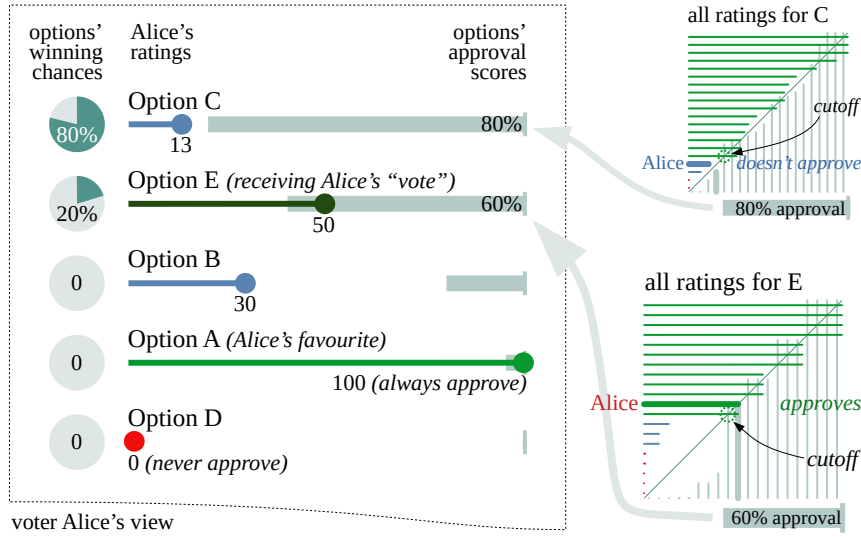 options' winning chances
Alice's ratings
options' approval scores
80%
Option C
13
80%
20%
Option E (receiving Alice's “vote”)
50
60%
0
Option B
30
0
Option A (Alice's favourite)
100 (always approve)
0
Option D
0 (never approve)
voter Alice's view
all ratings for C
cutoff
Alice
doesn't approve
80% approval
all ratings for E
Alice
approves
cutoff
60% approval